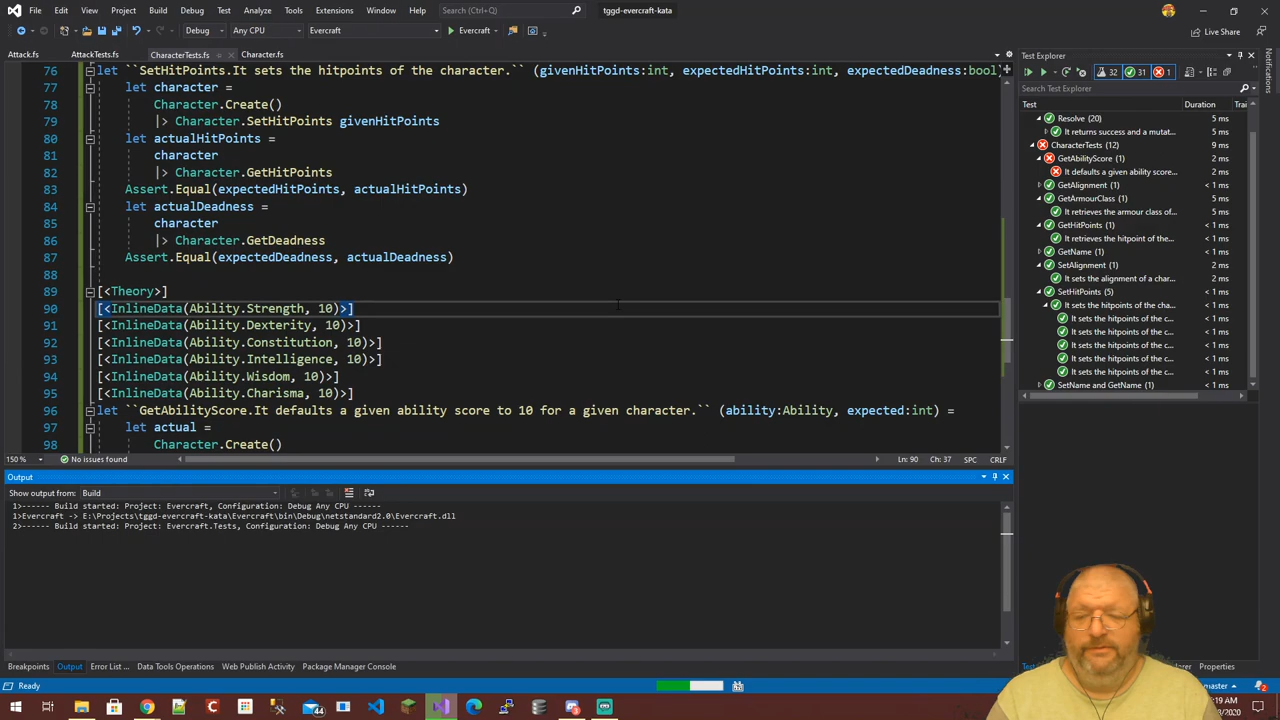 File Edit View Project Build Debug Test Analyze Tools Extensions Window Help Search (Ctrl+Q) tggd-evercraft-kata
Debug Any CPU Evercraft Evercraft Live Share
Attack.fs AttackTests.fs CharacterTests.fs Character.fs
76 let ``SetHitPoints.It sets the hitpoints of the character.`` (givenHitPoints:int, expectedHitPoints:int, expectedDeadness:bool)
77 let character =
78 Character.Create()
79 |> Character.SetHitPoints givenHitPoints
80 let actualHitPoints =
81 character
82 |> Character.GetHitPoints
83 Assert.Equal(expectedHitPoints, actualHitPoints)
84 let actualDeadness =
85 character
86 |> Character.GetDeadness
87 Assert.Equal(expectedDeadness, actualDeadness)
88
89 [<Theory>]
90 [<InlineData(Ability.Strength, 10)>]
91 [<InlineData(Ability.Dexterity, 10)>]
92 [<InlineData(Ability.Constitution, 10)>]
93 [<InlineData(Ability.Intelligence, 10)>]
94 [<InlineData(Ability.Wisdom, 10)>]
95 [<InlineData(Ability.Charisma, 10)>]
96 let ``GetAbilityScore.It defaults a given ability score to 10 for a given character.`` (ability:Ability, expected:int) =
97 let actual =
98 Character.Create()
150 % No issues found Ln: 90 Ch: 37 SPC CRLF
Output
Show output from: Build
1>------ Build started: Project: Evercraft, Configuration: Debug Any CPU ------
1>Evercraft -> E:\Projects\tggd-evercraft-kata\Evercraft\bin\Debug\netstandard2.0\Evercraft.dll
2>------ Build started: Project: Evercraft.Tests, Configuration: Debug Any CPU ------
Breakpoints Output Error List ... Data Tools Operations Web Publish Activity Package Manager Console
Ready
Test Explorer
32 31 1
Search Test Explorer
Test Duration Trai
Resolve (20) 5 ms
It returns success and a mutat... 5 ms
CharacterTests (12) 9 ms
GetAbilityScore (1) 2 ms
It defaults a given ability score... 2 ms
GetAlignment (1) < 1 ms
GetArmourClass (1) 5 ms
It retrieves the armour class of... 5 ms
GetHitPoints (1) < 1 ms
It retrieves the hitpoint of the... < 1 ms
GetName (1) < 1 ms
SetAlignment (1) < 1 ms
It sets the alignment of a char... < 1 ms
SetHitPoints (5) < 1 ms
It sets the hitpoints of the cha... < 1 ms
It sets the hitpoints of the c... < 1 ms
It sets the hitpoints of the c... < 1 ms
It sets the hitpoints of the c... < 1 ms
It sets the hitpoints of the c... < 1 ms
It sets the hitpoints of the c... < 1 ms
SetName and GetName (1) < 1 ms
Notifications
Properties
master 2
44